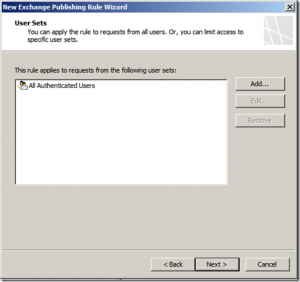 New Exchange Publishing Rule Wizard
User Sets
You can apply the rule to requests from all users. Or, you can limit access to
specific user sets.
This rule applies to requests from the following user sets:
All Authenticated Users
Add...
Edit...
Remove
< Back
Next >
Cancel